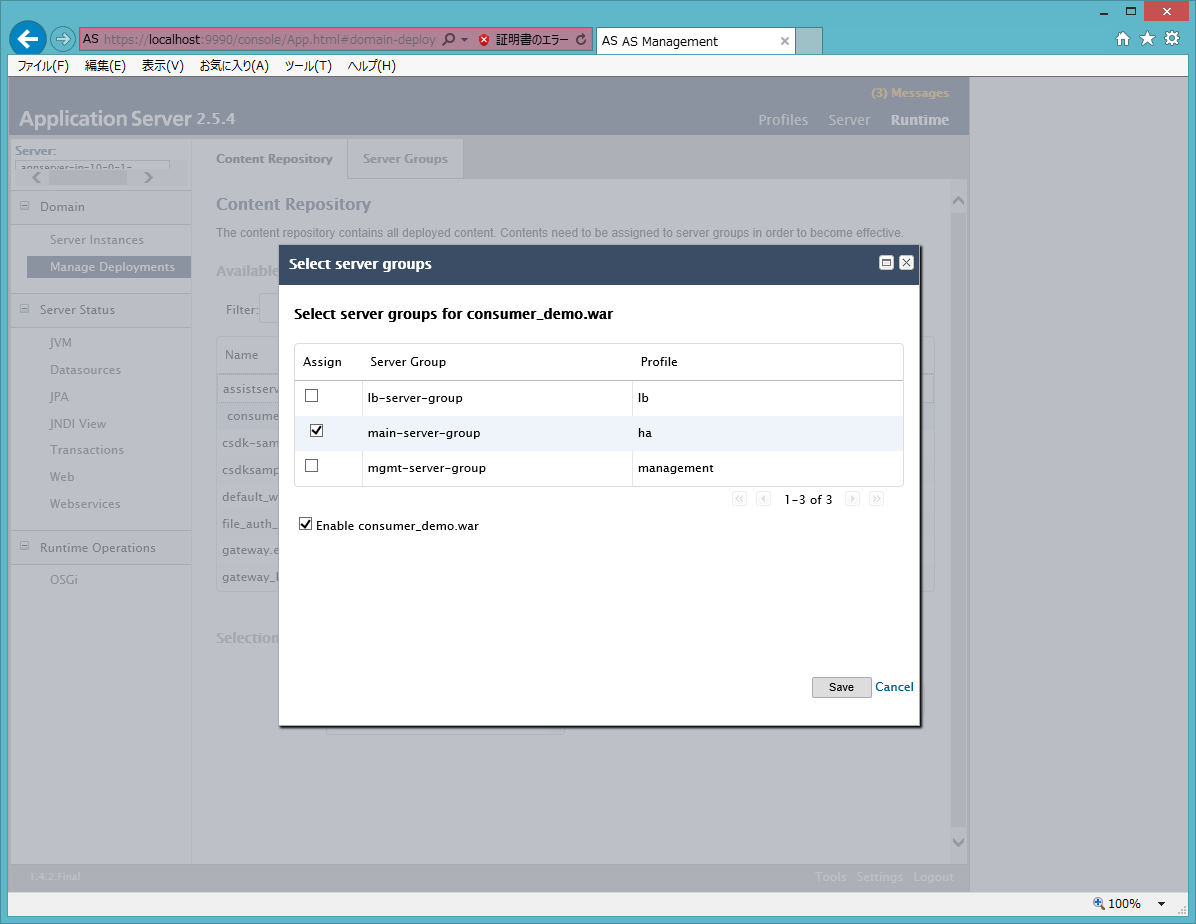 AS https://localhost:9990/console/App.html#domain-deploy 証明書のエラー
AS AS Management
ファイル(F) 編集(E) 表示(V) お気に入り(A) ツール(T) ヘルプ(H)
(3) Messages
Application Server 2.5.4
Profiles Server Runtime
Server:
appserver-ip-10-0-1-
Domain
Server Instances
Manage Deployments
Server Status
JVM
Datasources
JPA
JNDI View
Transactions
Web
Webservices
Runtime Operations
OSGi
Content Repository Server Groups
Content Repository
The content repository contains all deployed content. Contents need to be assigned to server groups in order to become effective.
Available
Filter:
Name
assistserv
consume
csdk-sam
csdksamp
default_w
file_auth_
gateway.e
gateway_
Selection
Select server groups
Select server groups for consumer_demo.war
Assign Server Group Profile
lb-server-group lb
main-server-group ha
mgmt-server-group management
1-3 of 3
Enable consumer_demo.war
Save Cancel
1.4.2.Final
Tools Settings Logout
100%